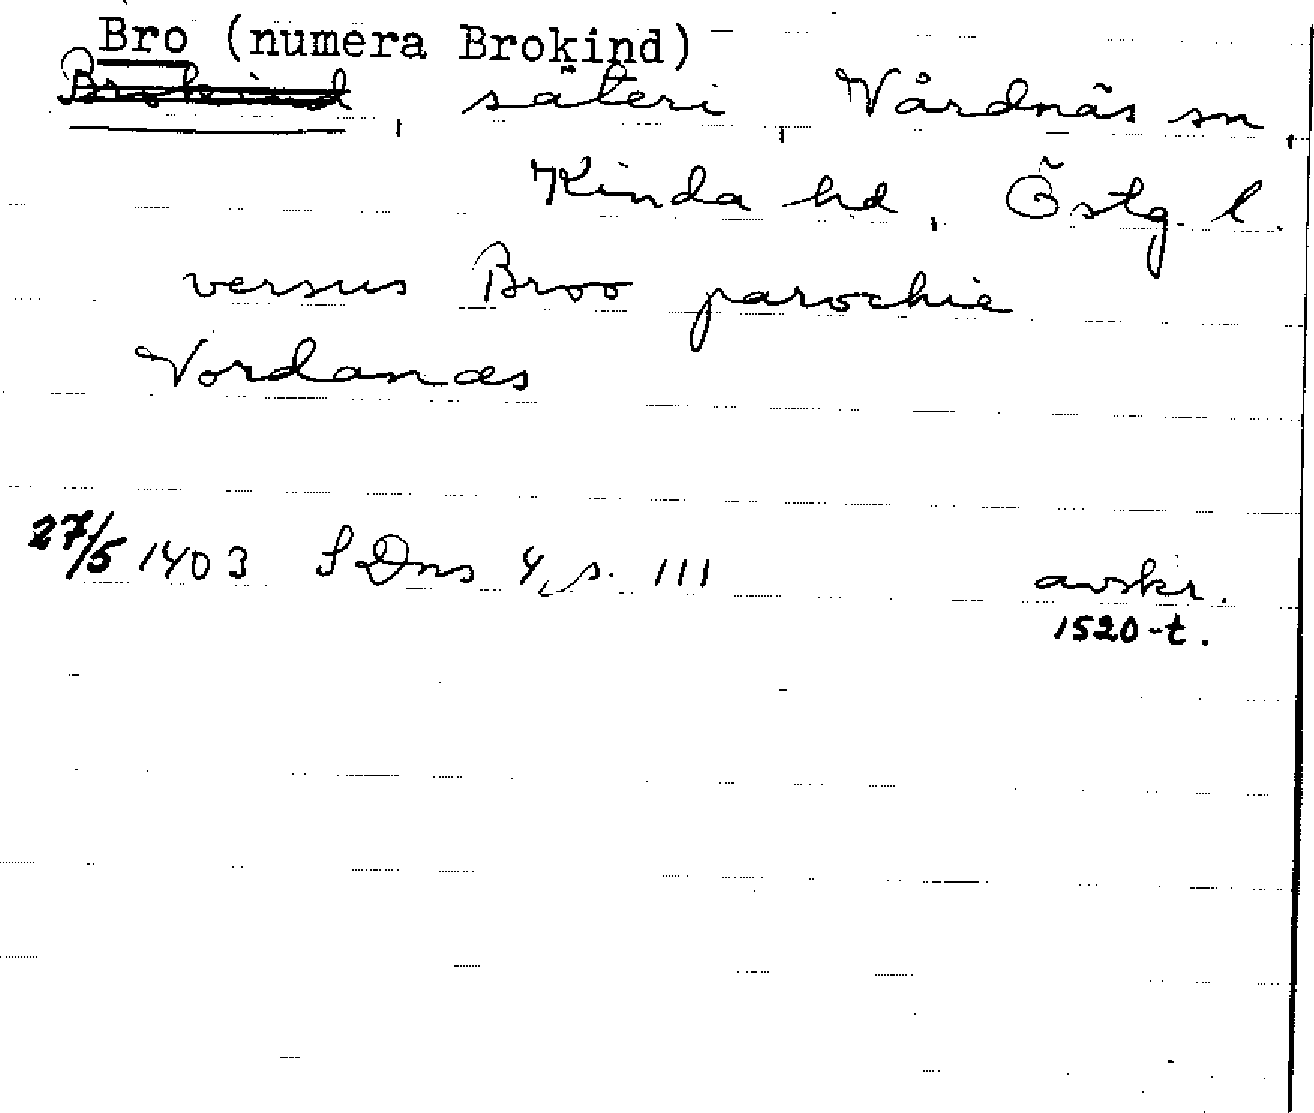 Bro (numera Brokind)
Brokind, säteri, Vårdnäs sn,
Kinda hd, Östg. l.
versus Broo parochie
Vordanæs
27/5 1403 SDns 4, s. 111 avskr.
1520-t.